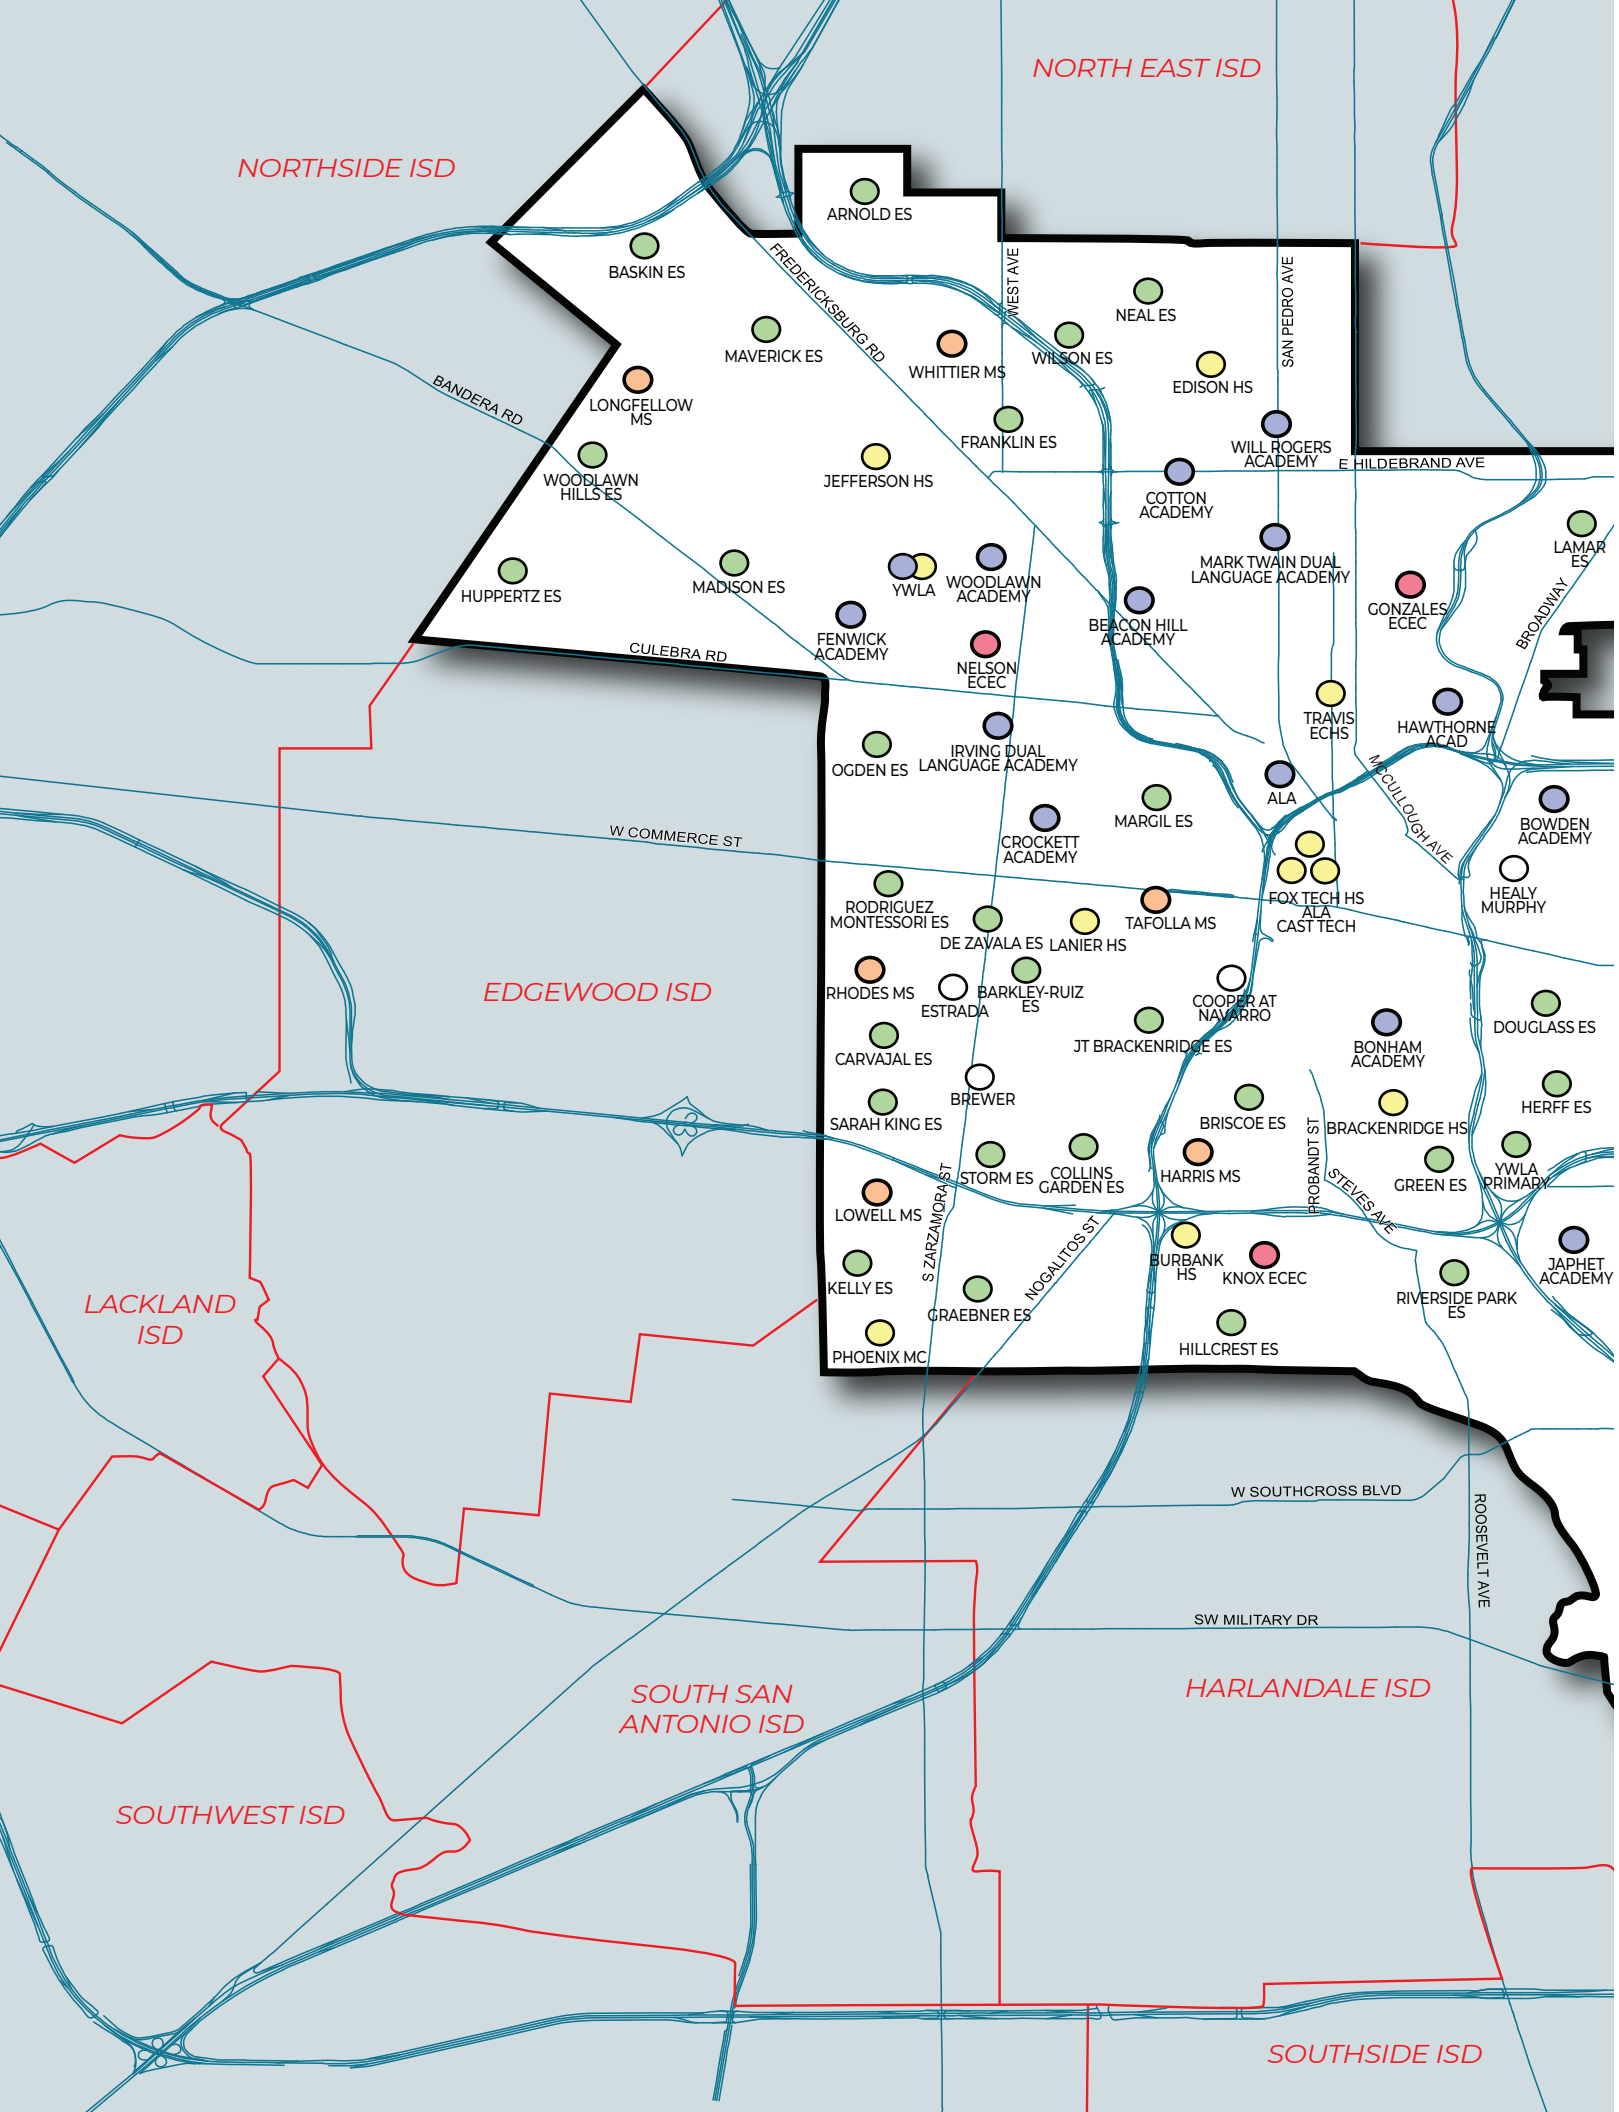 NORTH EAST ISD
NORTHSIDE ISD
ARNOLD ES
BASKIN ES
FREDERICKSBURG RD
WEST AVE
SAN PEDRO AVE
NEAL ES
MAVERICK ES
WHITTIER MS
WILSON ES
EDISON HS
BANDERA RD
LONGFELLOW
MS
FRANKLIN ES
WILL ROGERS
ACADEMY
E HILDEBRAND AVE
WOODLAWN
HILLS ES
JEFFERSON HS
COTTON
ACADEMY
LAMAR
ES
MARK TWAIN DUAL
LANGUAGE ACADEMY
HUPPERTZ ES
MADISON ES
YWLA
WOODLAWN
ACADEMY
GONZALES
ECEC
BROADWAY
FENWICK
ACADEMY
BEACON HILL
ACADEMY
CULEBRA RD
NELSON
ECEC
TRAVIS
ECHS
HAWTHORNE
ACAD
OGDEN ES
IRVING DUAL
LANGUAGE ACADEMY
MCCULLOUGH AVE
ALA
MARGIL ES
BOWDEN
ACADEMY
W COMMERCE ST
CROCKETT
ACADEMY
HEALY
MURPHY
RODRIGUEZ
MONTESSORI ES
FOX TECH HS
ALA
CAST TECH
DE ZAVALA ES
LANIER HS
TAFOLLA MS
EDGEWOOD ISD
RHODES MS
ESTRADA
BARKLEY-RUIZ
ES
COOPER AT
NAVARRO
DOUGLASS ES
CARVAJAL ES
JT BRACKENRIDGE ES
BONHAM
ACADEMY
BREWER
HERFF ES
SARAH KING ES
BRISCOE ES
BRACKENRIDGE HS
PROBANDT ST
STORM ES
COLLINS
GARDEN ES
HARRIS MS
STEVES AVE
GREEN ES
YWLA
PRIMARY
LOWELL MS
S ZARZAMORA ST
NOGALITOS ST
BURBANK
HS
KNOX ECEC
JAPHET
ACADEMY
KELLY ES
GRAEBNER ES
RIVERSIDE PARK
ES
LACKLAND
ISD
PHOENIX MC
HILLCREST ES
W SOUTHCROSS BLVD
ROOSEVELT AVE
SW MILITARY DR
SOUTH SAN
ANTONIO ISD
HARLANDALE ISD
SOUTHWEST ISD
SOUTHSIDE ISD